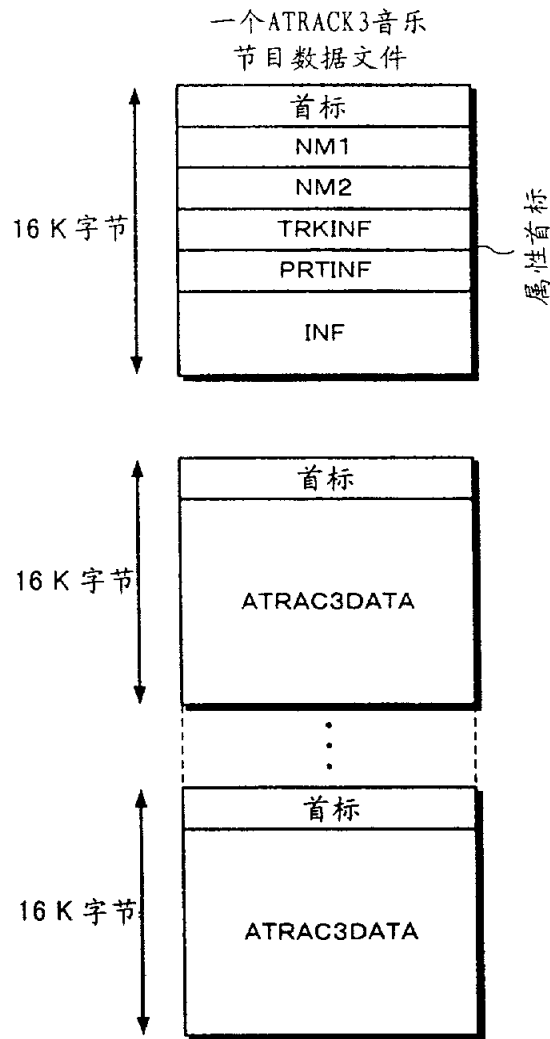 一个ATRACK3音乐
节目数据文件
首标
NM1
NM2
16 K 字节
TRKINF
属性首标
PRTINF
INF
首标
16 K 字节
ATRAC3DATA
首标
16 K 字节
ATRAC3DATA